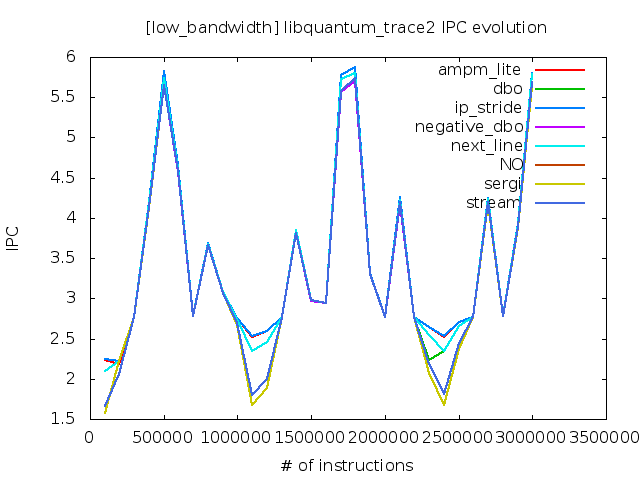 [low_bandwidth] libquantum_trace2 IPC evolution
6
5.5
5
4.5
4
3.5
3
2.5
2
1.5
IPC
ampm_lite
dbo
ip_stride
negative_dbo
next_line
NO
sergi
stream
0 500000 1000000 1500000 2000000 2500000 3000000 3500000
# of instructions